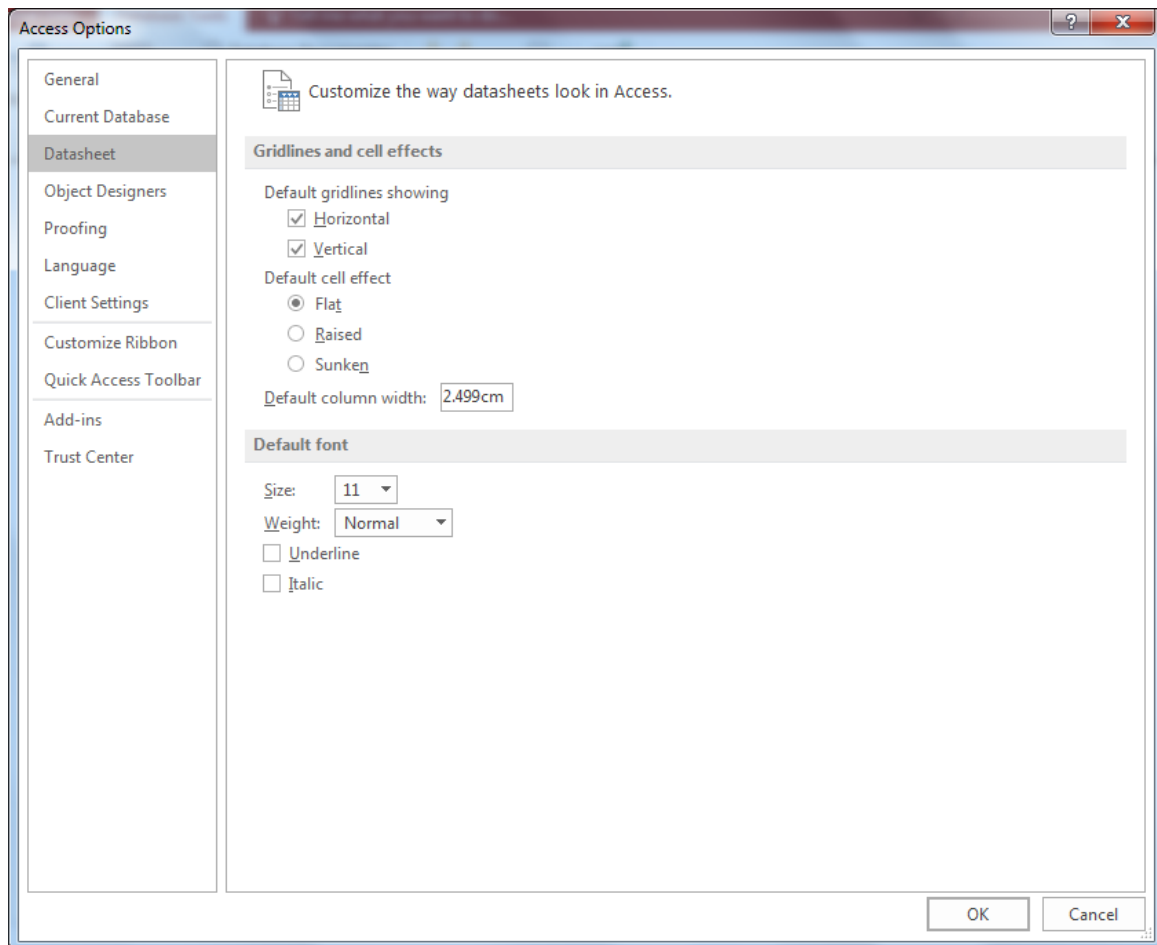 Access Options
?
X
General
Current Database
Datasheet
Object Designers
Proofing
Language
Client Settings
Customize Ribbon
Quick Access Toolbar
Add-ins
Trust Center
Customize the way datasheets look in Access.
Gridlines and cell effects
Default gridlines showing
Horizontal
Vertical
Default cell effect
Flat
Raised
Sunken
Default column width: 2.499cm
Default font
Size: 11
Weight: Normal
Underline
Italic
OK Cancel